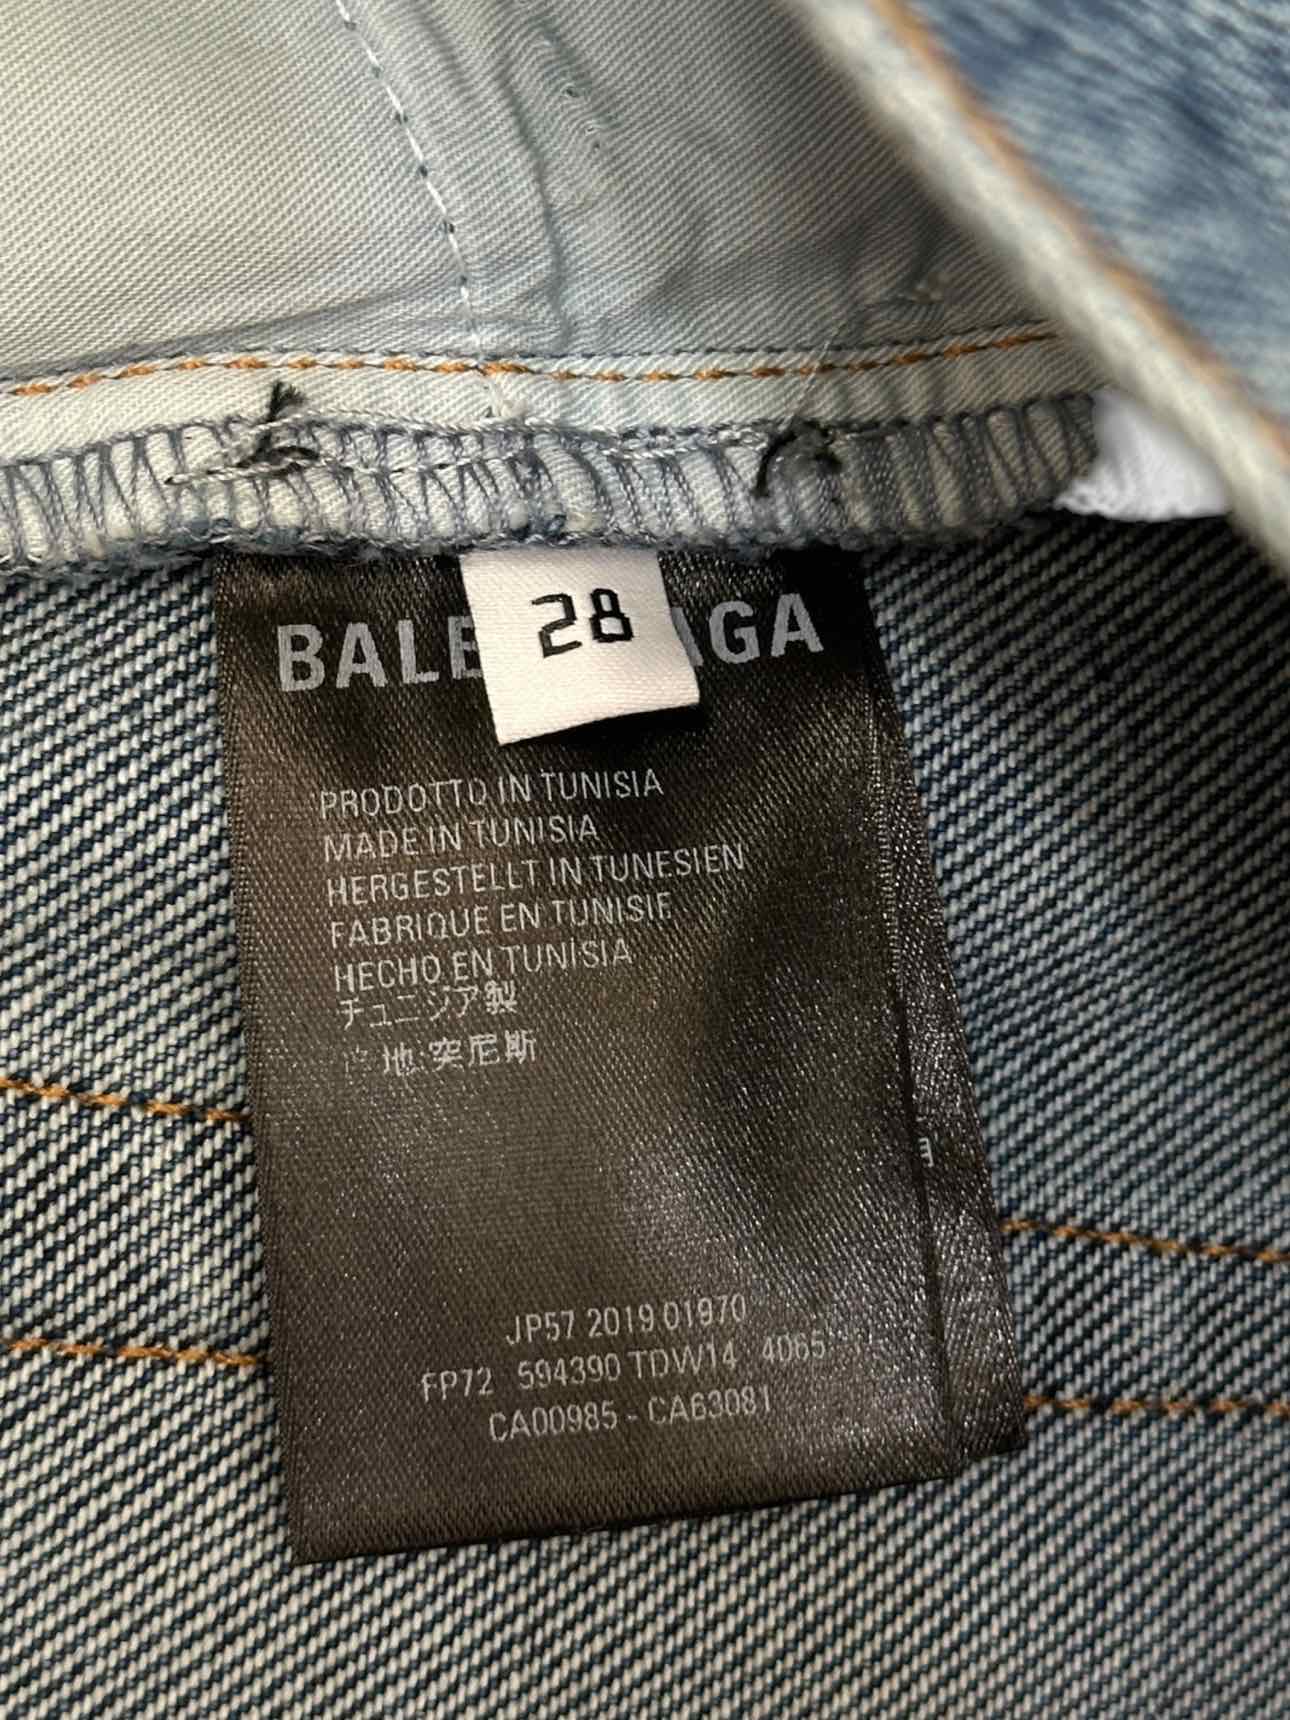 28
BALE AGA
PRODOTTO IN TUNISIA
MADE IN TUNISIA
HERGESTELLT IN TUNESIEN
FABRIQUE EN TUNISIE
HECHO EN TUNISIA
チュニジア製
地:突尼斯
JP57 2019 01970
FP72 594390 TDW14 4065
CA00985 - CA63081